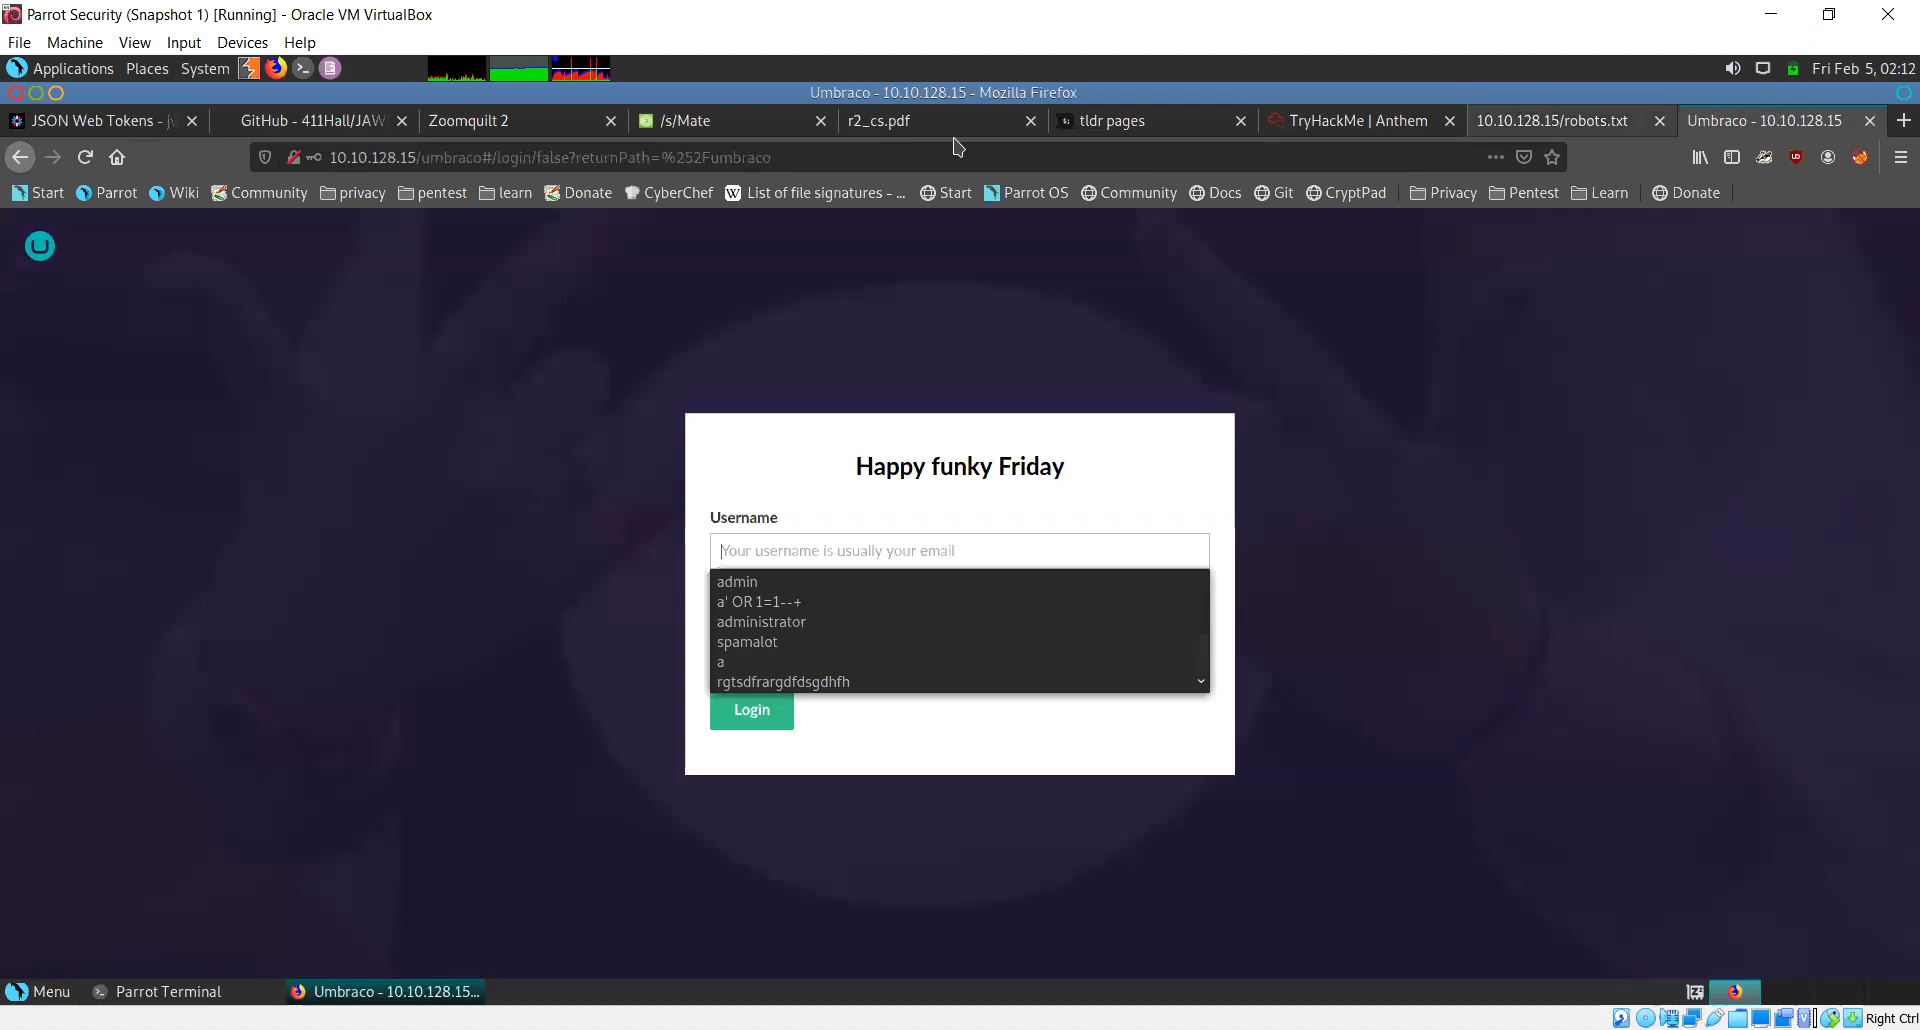 Parrot Security (Snapshot 1) [Running] - Oracle VM VirtualBox
File Machine View Input Devices Help
Applications Places System Fri Feb 5, 02:12
Umbraco - 10.10.128.15 - Mozilla Firefox
JSON Web Tokens - GitHub - 411Hall/JAW Zoomquilt 2 /s/Mate r2_cs.pdf tldr pages TryHackMe | Anthem 10.10.128.15/robots.txt Umbraco - 10.10.128.15
10.10.128.15/umbraco#/login/false?returnPath=%252Fumbraco
Start Parrot Wiki Community privacy pentest learn Donate CyberChef List of file signatures - ... Start Parrot OS Community Docs Git CryptPad Privacy Pentest Learn Donate
Happy funky Friday
Username
Your username is usually your email
admin
a' OR 1=1--+
administrator
spamalot
a
rgtsdfrargdfdsgdhfh
Login
Menu Parrot Terminal Umbraco - 10.10.128.15...
Right Ctrl